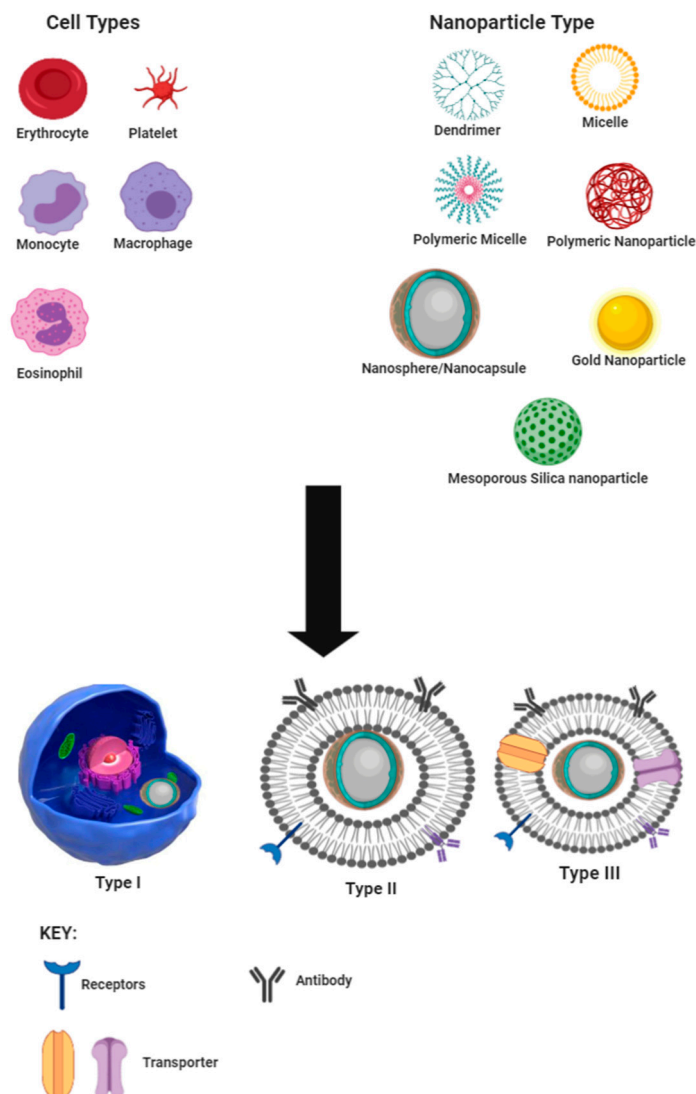 Cell Types
Nanoparticle Type
Erythrocyte
Platelet
Dendrimer
Micelle
Monocyte
Macrophage
Polymeric Micelle
Polymeric Nanoparticle
Eosinophil
Nanosphere/Nanocapsule
Gold Nanoparticle
Mesoporous Silica nanoparticle
Type I
Type II
Type III
KEY:
Receptors
Antibody
Transporter